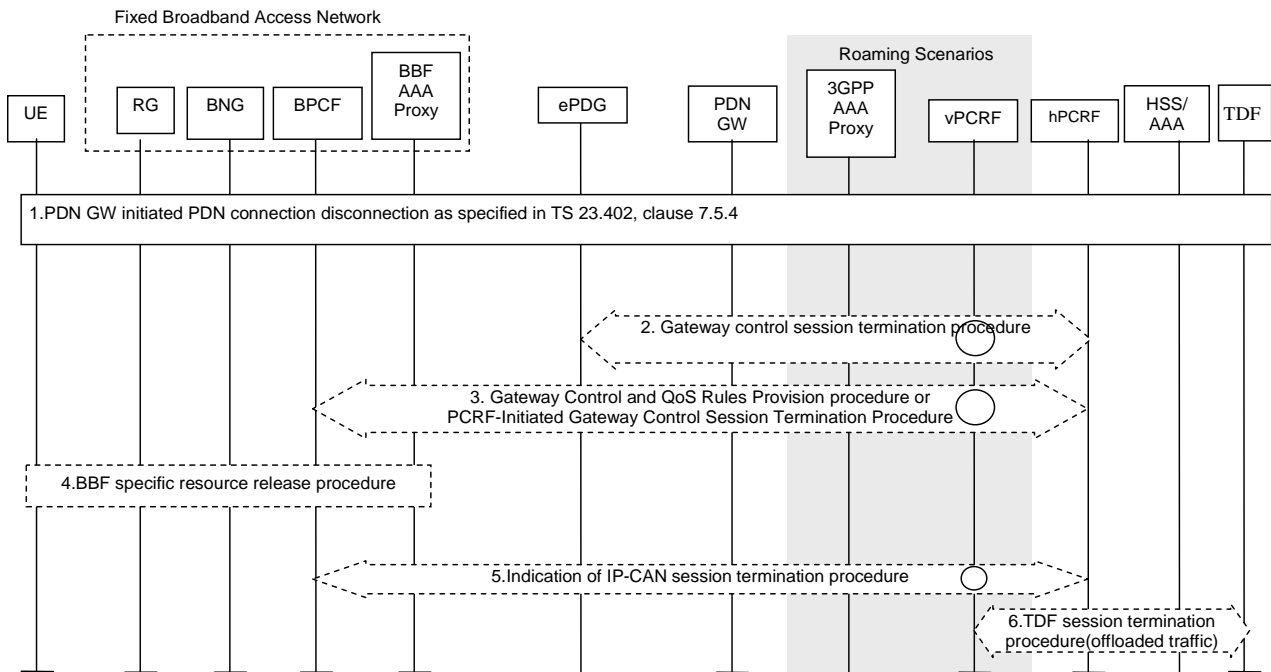 Fixed Broadband Access Network
Roaming Scenarios
UE
RG
BNG
BPCF
BBF
AAA
Proxy
ePDG
PDN
GW
3GPP
AAA
Proxy
vPCRF
hPCRF
HSS/
AAA
TDF
1.PDN GW initiated PDN connection disconnection as specified in TS 23.402, clause 7.5.4
2. Gateway control session termination procedure
3. Gateway Control and QoS Rules Provision procedure or
PCRF-Initiated Gateway Control Session Termination Procedure
4.BBF specific resource release procedure
5.Indication of IP-CAN session termination procedure
6.TDF session termination
procedure(offloaded traffic)